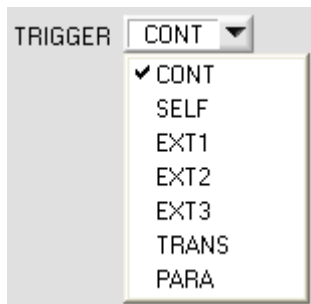 TRIGGER CONT
CONT
SELF
EXT1
EXT2
EXT3
TRANS
PARA